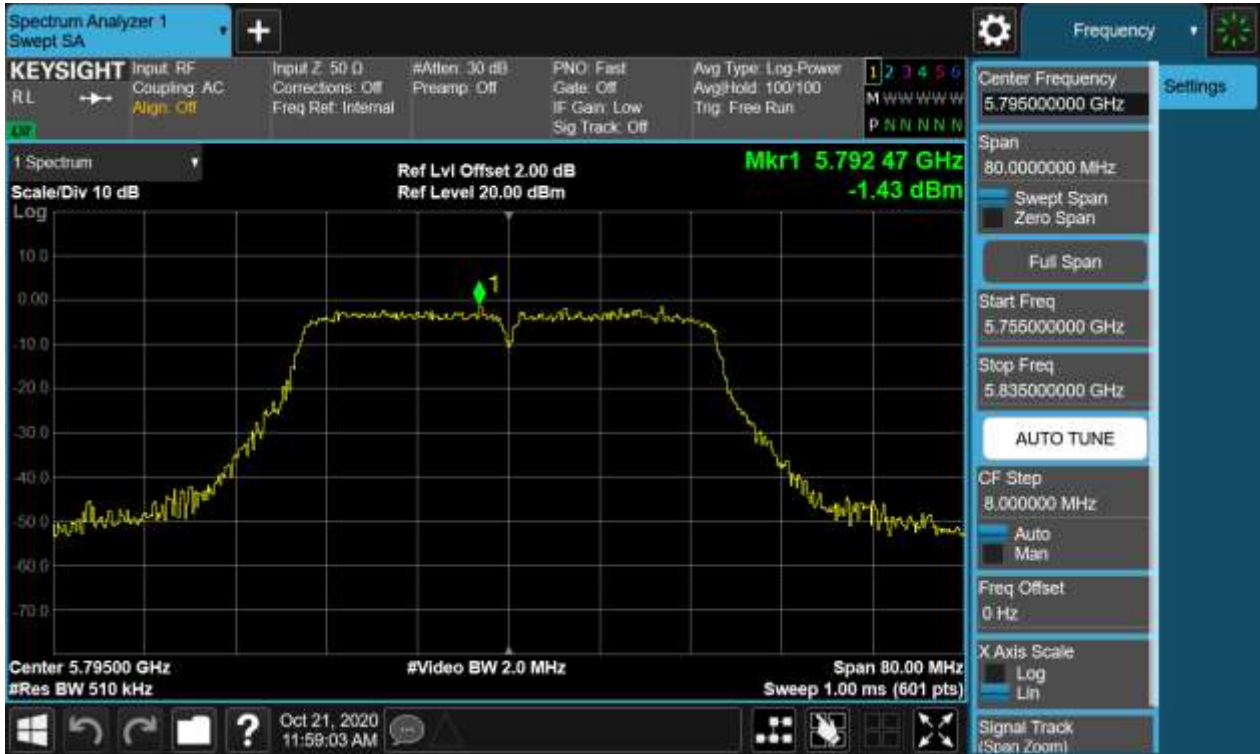 Spectrum Analyzer 1
Swept SA
Frequency
KEYSIGHT
RL
Input: RF
Coupling: AC
Align: Off
Input Z: 50 Ω
Corrections: Off
Freq Ref: Internal
#Atten: 30 dB
Preamp: Off
PNO: Fast
Gate: Off
IF Gain: Low
Sig Track: Off
Avg Type: Log-Power
Avg|Hold: 100/100
Trig: Free Run
1 2 3 4 5 6
M W W W W W
P N N N N N
1 Spectrum
Scale/Div 10 dB
Ref Lvl Offset 2.00 dB
Ref Level 20.00 dBm
Mkr1 5.792 47 GHz
-1.43 dBm
Log
10.0
0.00
-10.0
-20.0
-30.0
-40.0
-50.0
-60.0
-70.0
1
Center 5.79500 GHz
#Res BW 510 kHz
#Video BW 2.0 MHz
Span 80.00 MHz
Sweep 1.00 ms (601 pts)
Center Frequency
5.795000000 GHz
Settings
Span
80.0000000 MHz
Swept Span
Zero Span
Full Span
Start Freq
5.755000000 GHz
Stop Freq
5.835000000 GHz
AUTO TUNE
CF Step
8.000000 MHz
Auto
Man
Freq Offset
0 Hz
X Axis Scale
Log
Lin
Signal Track
(Span Zoom)
?
Oct 21, 2020
11:59:03 AM